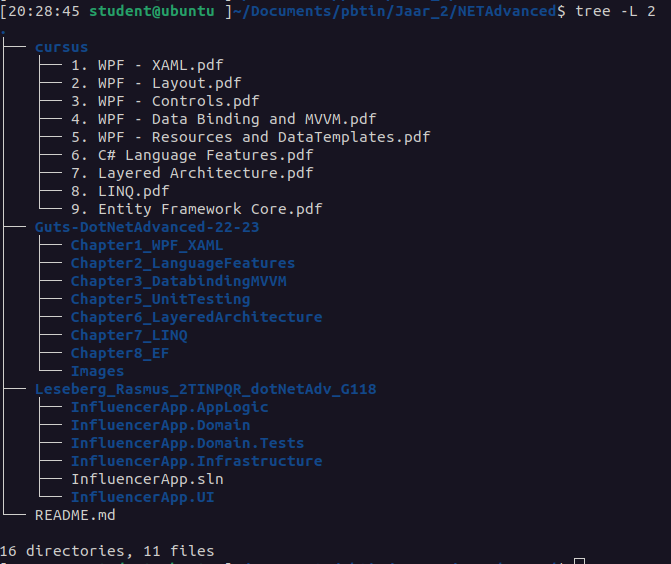 [20:28:45 student@ubuntu ]~/Documents/pbtin/Jaar_2/NETAdvanced$ tree -L 2
.
├── cursus
│   ├── 1. WPF - XAML.pdf
│   ├── 2. WPF - Layout.pdf
│   ├── 3. WPF - Controls.pdf
│   ├── 4. WPF - Data Binding and MVVM.pdf
│   ├── 5. WPF - Resources and DataTemplates.pdf
│   ├── 6. C# Language Features.pdf
│   ├── 7. Layered Architecture.pdf
│   ├── 8. LINQ.pdf
│   └── 9. Entity Framework Core.pdf
├── Guts-DotNetAdvanced-22-23
│   ├── Chapter1_WPF_XAML
│   ├── Chapter2_LanguageFeatures
│   ├── Chapter3_DatabindingMVVM
│   ├── Chapter5_UnitTesting
│   ├── Chapter6_LayeredArchitecture
│   ├── Chapter7_LINQ
│   ├── Chapter8_EF
│   └── Images
├── Leseberg_Rasmus_2TINPQR_dotNetAdv_G118
│   ├── InfluencerApp.AppLogic
│   ├── InfluencerApp.Domain
│   ├── InfluencerApp.Domain.Tests
│   ├── InfluencerApp.Infrastructure
│   ├── InfluencerApp.sln
│   └── InfluencerApp.UI
└── README.md
16 directories, 11 files